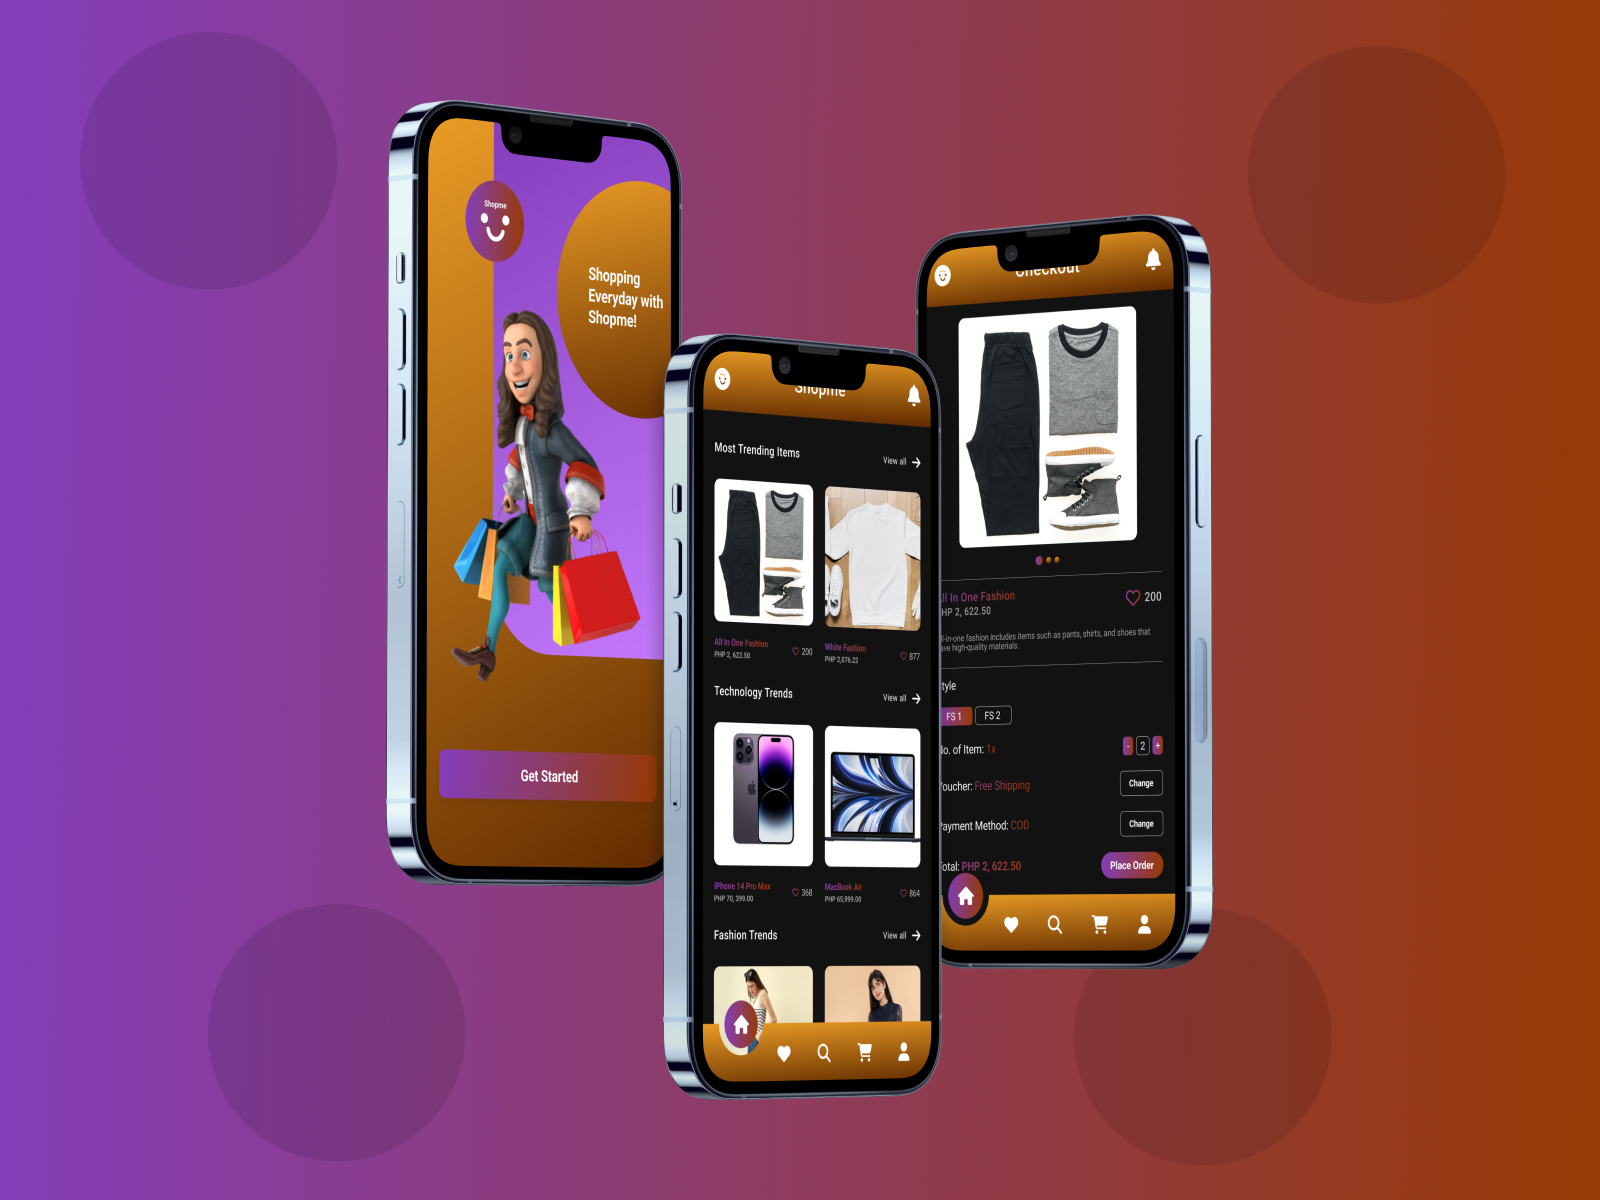 Shopme
Shopping
Everyday with
Shopme!
Get Started
Shopme
Most Trending Items
View all
All In One Fashion
PHP 2, 622.50
200
White Fashion
PHP 2,076.22
877
Technology Trends
View all
iPhone 14 Pro Max
PHP 70, 399.00
368
MacBook Air
PHP 65,999.00
864
Fashion Trends
View all
Checkout
ll In One Fashion
HP 2, 622.50
200
ll-in-one fashion includes items such as pants, shirts, and shoes that
ave high-quality materials.
tyle
FS 1
FS 2
No. of Item: 1x
- 2 +
oucher: Free Shipping
Change
Payment Method: COD
Change
Total: PHP 2, 622.50
Place Order